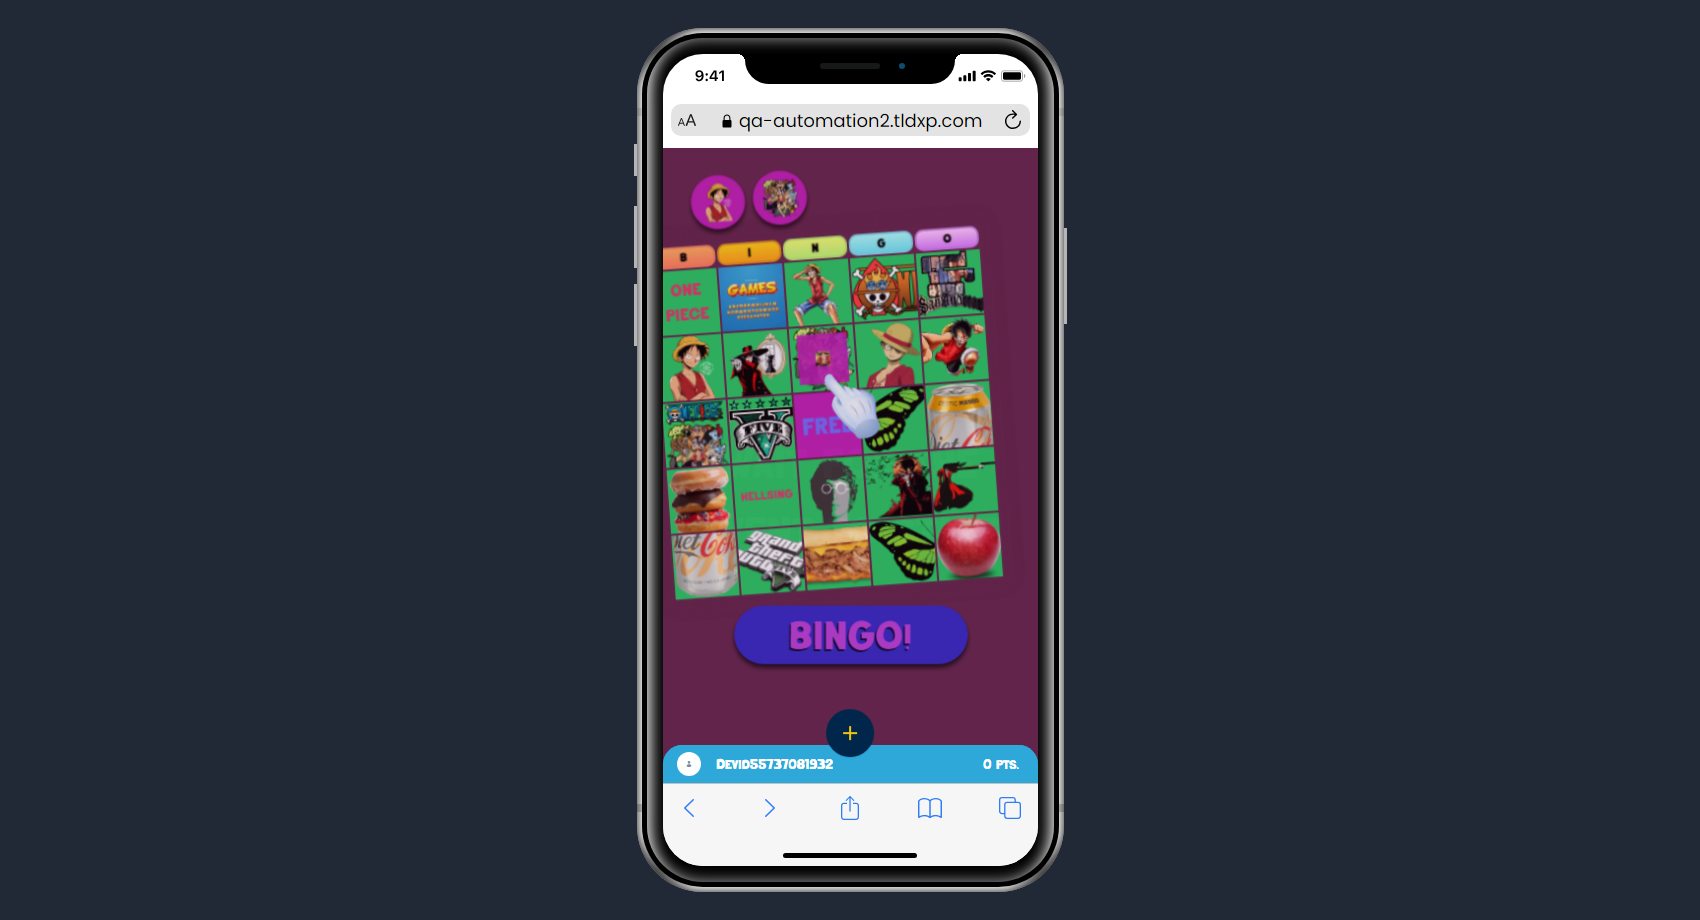 9:41
AA qa-automation2.tldxp.com
B I N G O
ONE
PIECE
GAMES
FREE
FIVE
HELLSING
grand
theft
auto
BINGO!
+
Devid55737081932 0 pts.